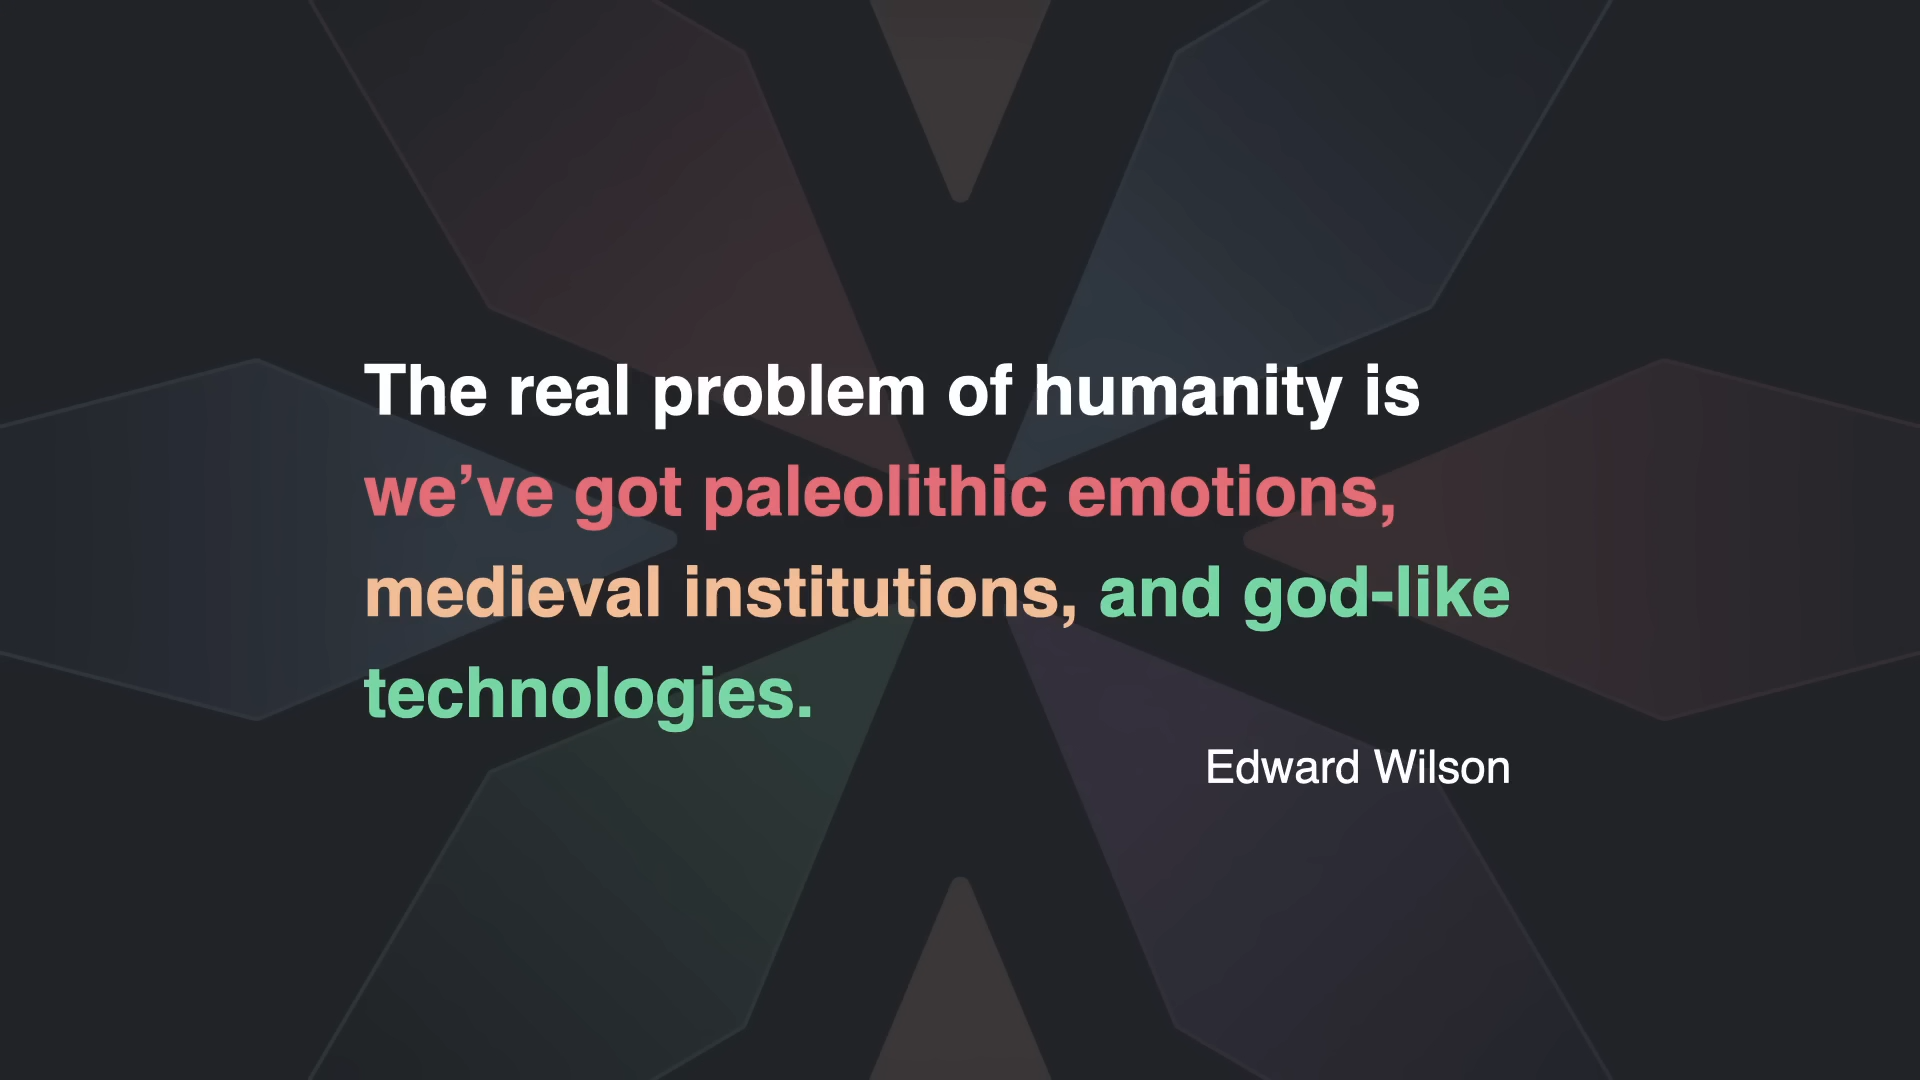 The real problem of humanity is
we’ve got paleolithic emotions,
medieval institutions, and god-like
technologies.
Edward Wilson